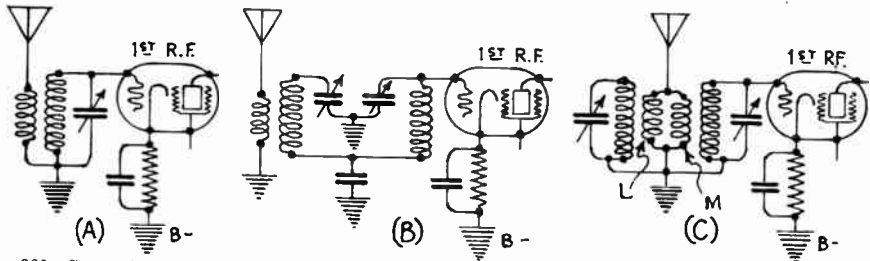 1ST R.F.
1ST R.F.
1ST RF.
L
M
(A)
B-
(B)
B-
(C)
B-